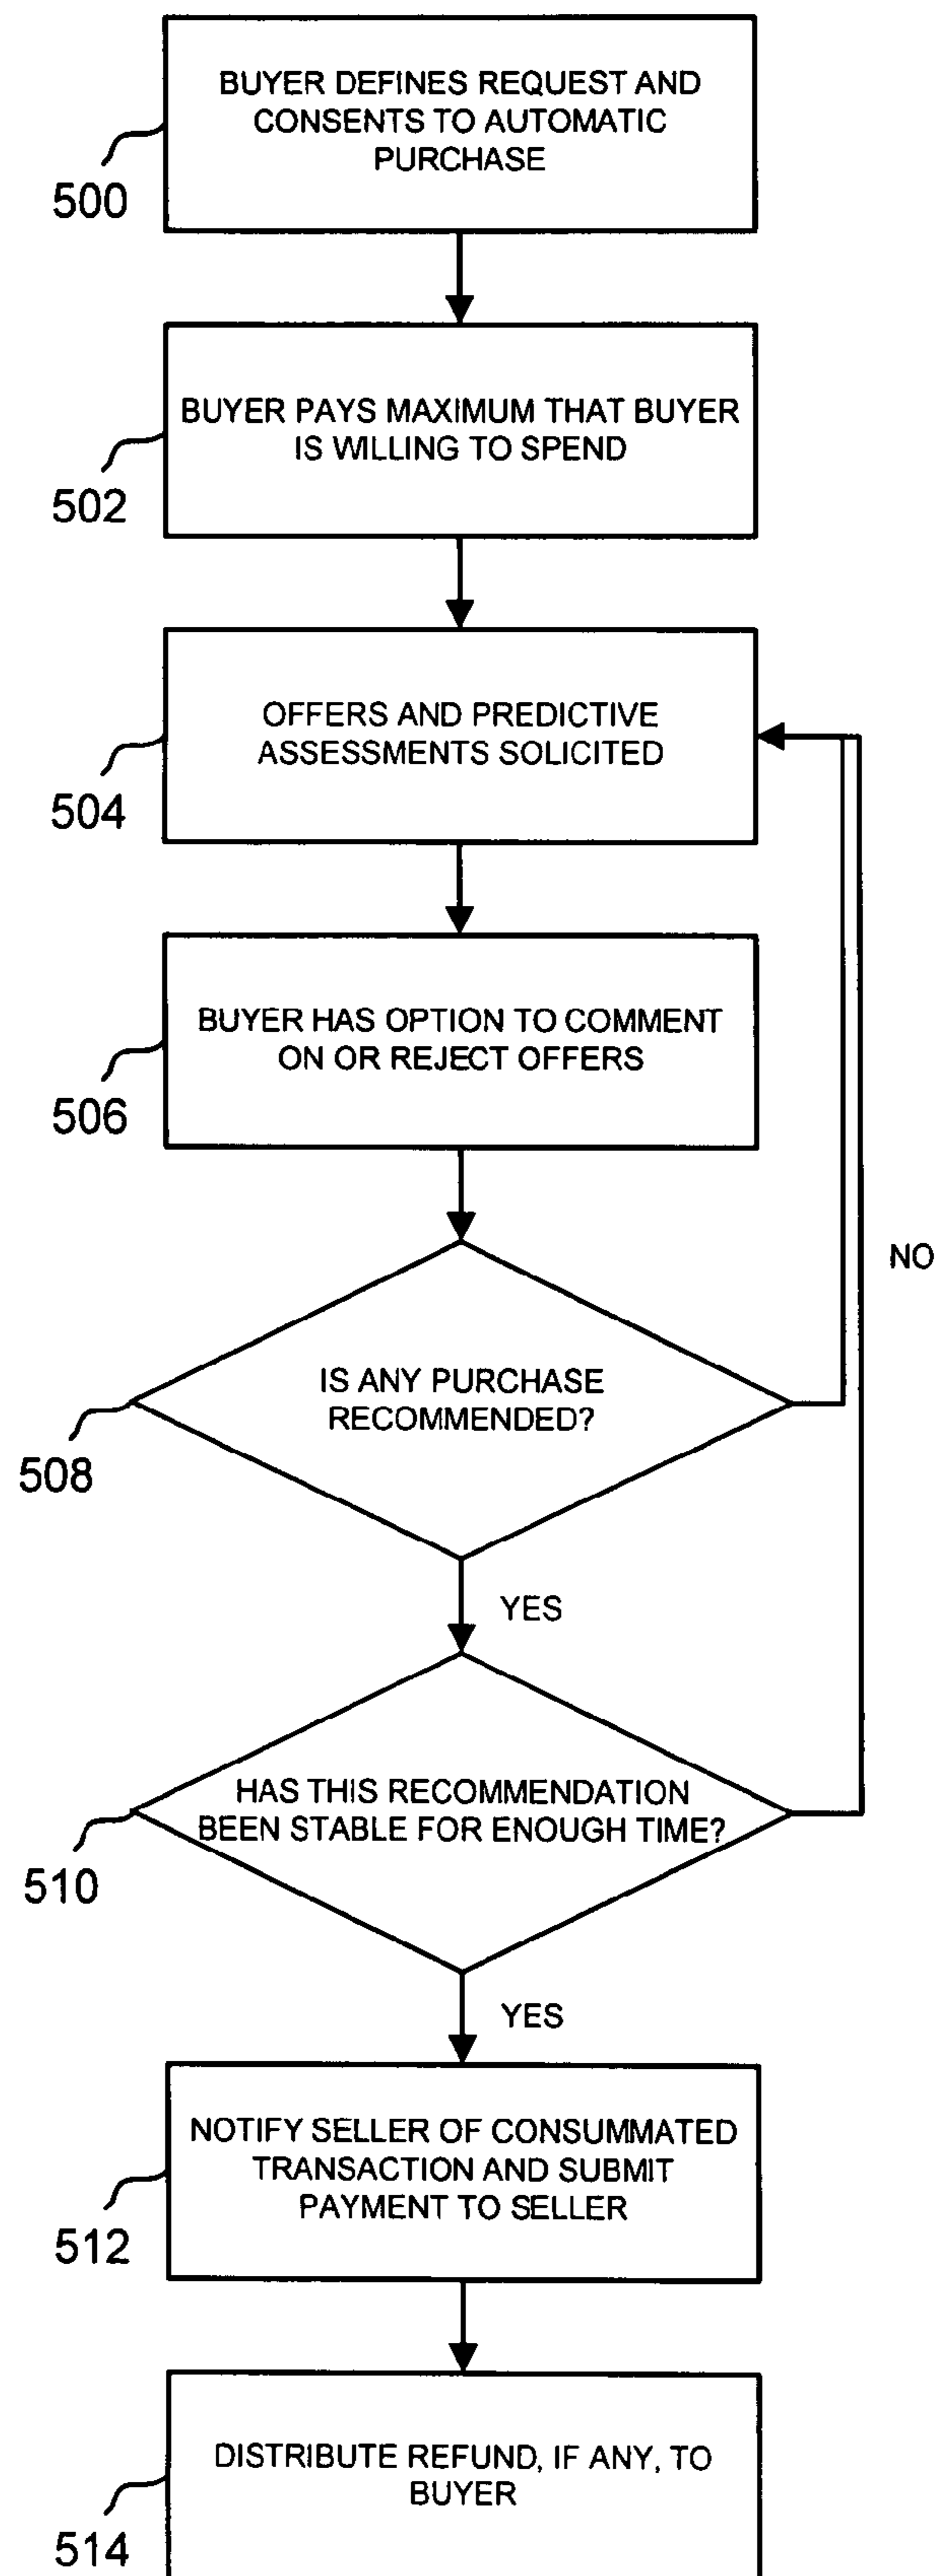 BUYER DEFINES REQUEST AND
CONSENTS TO AUTOMATIC
PURCHASE
500
BUYER PAYS MAXIMUM THAT BUYER
IS WILLING TO SPEND
502
OFFERS AND PREDICTIVE
ASSESSMENTS SOLICITED
504
BUYER HAS OPTION TO COMMENT
ON OR REJECT OFFERS
506
NO
IS ANY PURCHASE
RECOMMENDED?
508
YES
HAS THIS RECOMMENDATION
BEEN STABLE FOR ENOUGH TIME?
510
YES
NOTIFY SELLER OF CONSUMMATED
TRANSACTION AND SUBMIT
PAYMENT TO SELLER
512
DISTRIBUTE REFUND, IF ANY, TO
BUYER
514